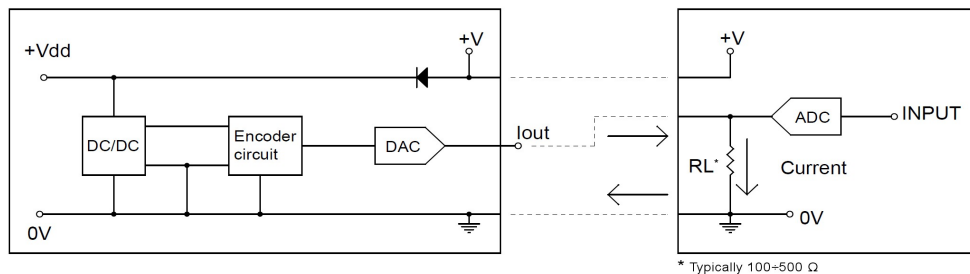 +Vdd
+V
DC/DC
Encoder
circuit
DAC
Iout
0V
+V
ADC
INPUT
RL*
Current
0V
* Typically 100÷500 Ω